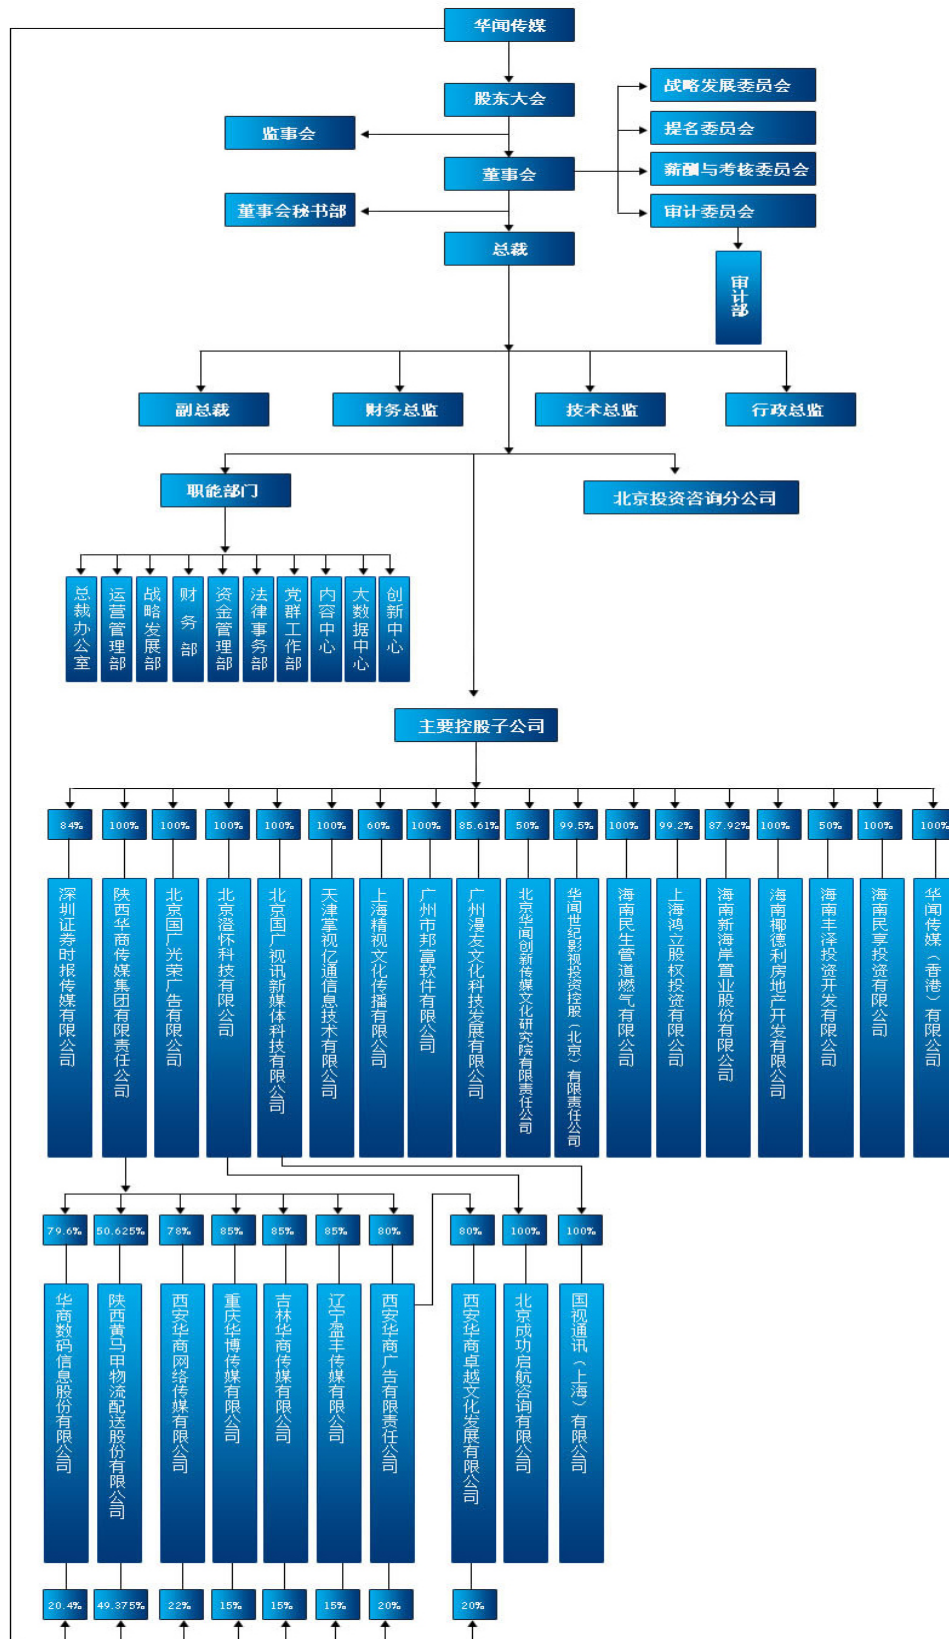 华闻传媒
股东大会
监事会
董事会
战略发展委员会
提名委员会
薪酬与考核委员会
审计委员会
董事会秘书部
总裁
审计部
副总裁
财务总监
技术总监
行政总监
职能部门
北京投资咨询分公司
总裁办公室
运营管理部
战略发展部
财务部
资金管理部
法律事务部
党群工作部
内容中心
大数据中心
创新中心
主要控股子公司
84%
100%
100%
100%
100%
100%
60%
100%
85.61%
50%
99.5%
100%
99.2%
87.92%
100%
50%
100%
100%
深圳证券时报传媒有限公司
陕西华商传媒集团有限责任公司
北京国广光荣广告有限公司
北京澄怀科技有限公司
北京国广视讯新媒体科技有限公司
天津掌视亿通信息技术有限公司
上海精视文化传播有限公司
广州市邦富软件有限公司
广州漫友文化科技发展有限公司
北京华闻创新传媒文化研究院有限责任公司
华闻世纪影视投资控股（北京）有限责任公司
海南民生管道燃气有限公司
上海鸿立股权投资有限公司
海南新海岸置业股份有限公司
海南椰德利房地产开发有限公司
海南丰泽投资开发有限公司
海南民享投资有限公司
华闻传媒（香港）有限公司
79.6%
50.625%
78%
85%
85%
85%
80%
80%
100%
100%
华商数码信息股份有限公司
陕西黄马甲物流配送股份有限公司
西安华商网络传媒有限公司
重庆华博传媒有限公司
吉林华商传媒有限公司
辽宁盈丰传媒有限公司
西安华商广告有限责任公司
西安华商卓越文化发展有限公司
北京成功启航咨询有限公司
国视通讯（上海）有限公司
20.4%
49.375%
22%
15%
15%
15%
20%
20%